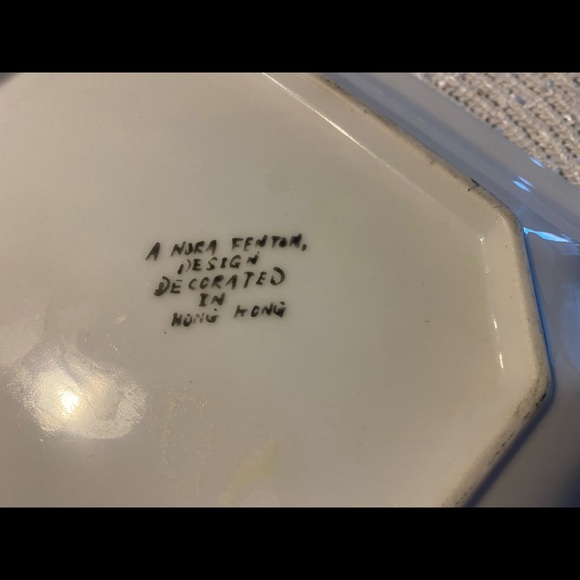 A NORA FENTON,
DESIGN
DECORATED
IN
HONG KONG